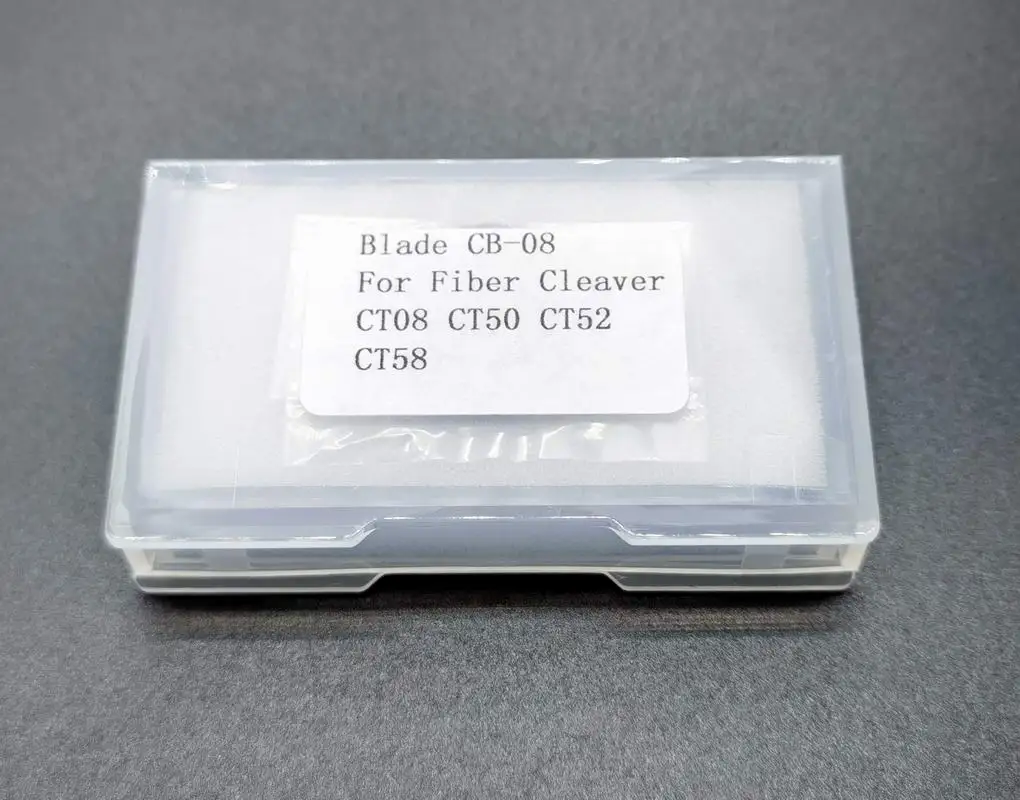 Blade CB-08
For Fiber Cleaver
CT08 CT50 CT52
CT58